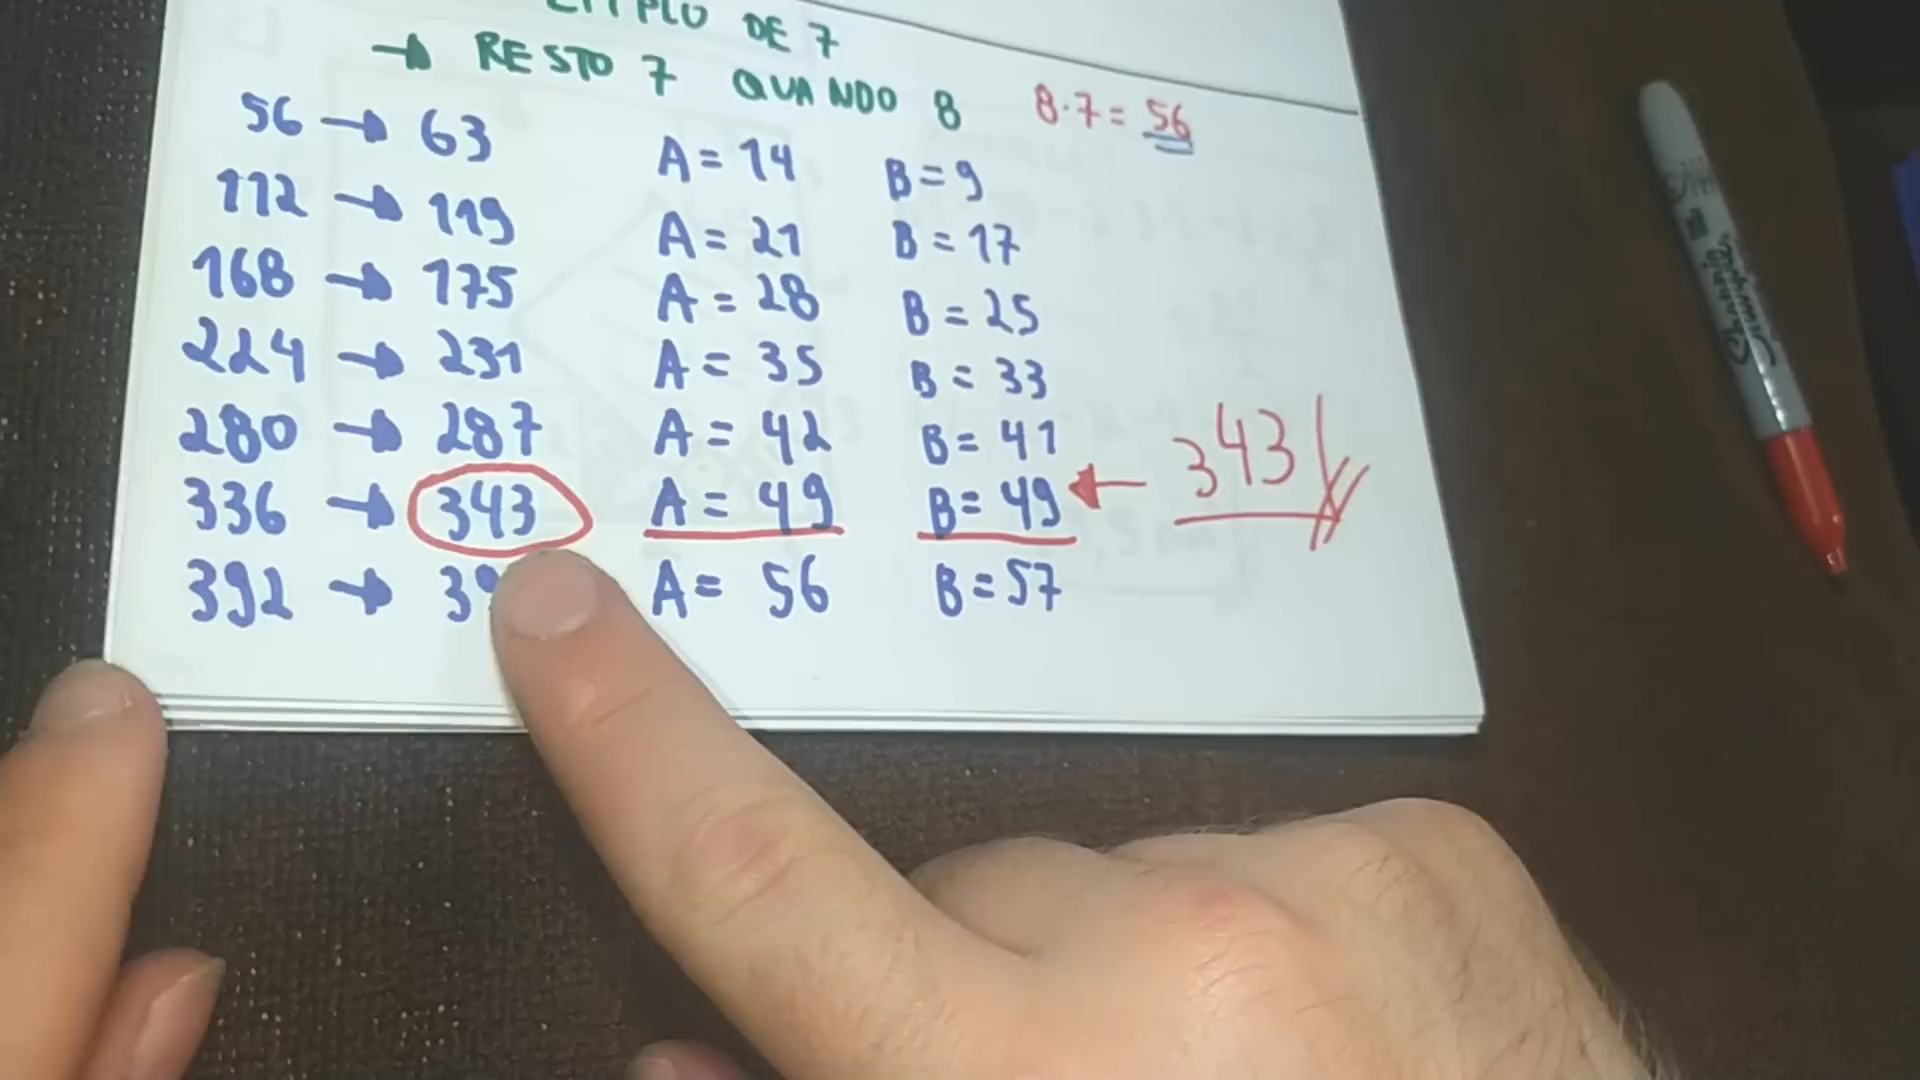 DE 7
→ RESTO 7 QUANDO 8 8·7 = 56
56 → 63 A = 14 B = 9
112 → 119 A = 21 B = 17
168 → 175 A = 28 B = 25
224 → 231 A = 35 B = 33
280 → 287 A = 42 B = 41
336 → 343 A = 49 B = 49 ← 343
392 → A = 56 B = 57
Sharpie